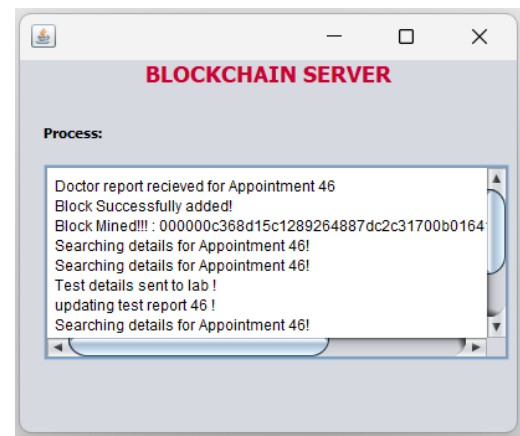 BLOCKCHAIN SERVER
Process:
Doctor report recieved for Appointment 46
Block Successfully added!
Block Mined!!! : 000000c368d15c1289264887dc2c31700b0164
Searching details for Appointment 46!
Searching details for Appointment 46!
Test details sent to lab !
updating test report 46 !
Searching details for Appointment 46!